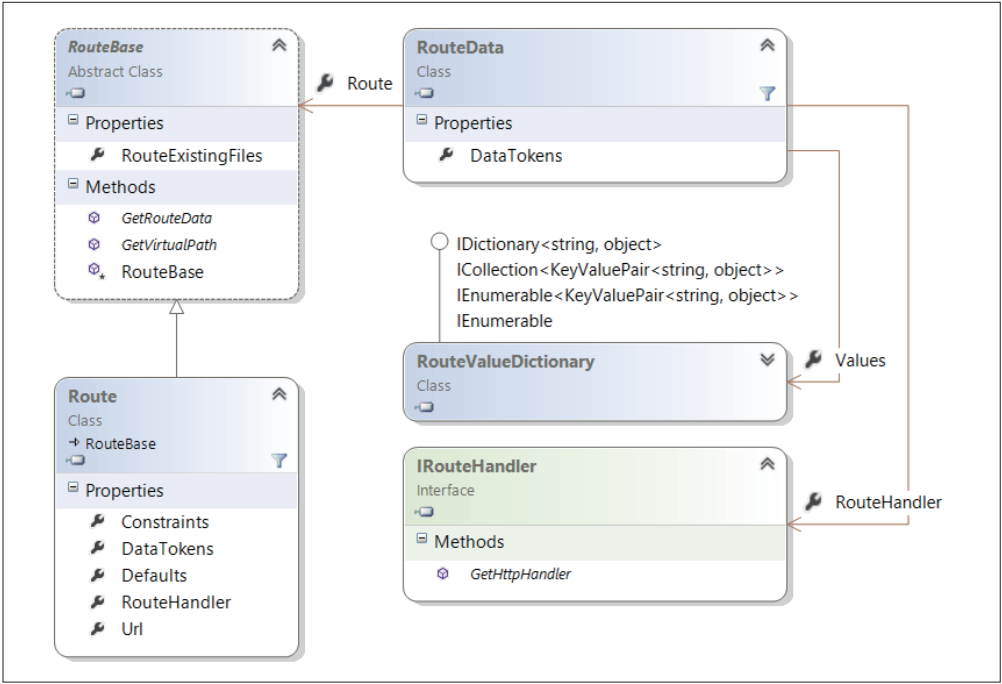 RouteBase
Abstract Class
Properties
RouteExistingFiles
Methods
GetRouteData
GetVirtualPath
RouteBase
Route
RouteData
Class
Properties
DataTokens
IDictionary<string, object>
ICollection<KeyValuePair<string, object>>
IEnumerable<KeyValuePair<string, object>>
IEnumerable
RouteValueDictionary
Class
Values
Route
Class
RouteBase
Properties
Constraints
DataTokens
Defaults
RouteHandler
Url
IRouteHandler
Interface
Methods
GetHttpHandler
RouteHandler